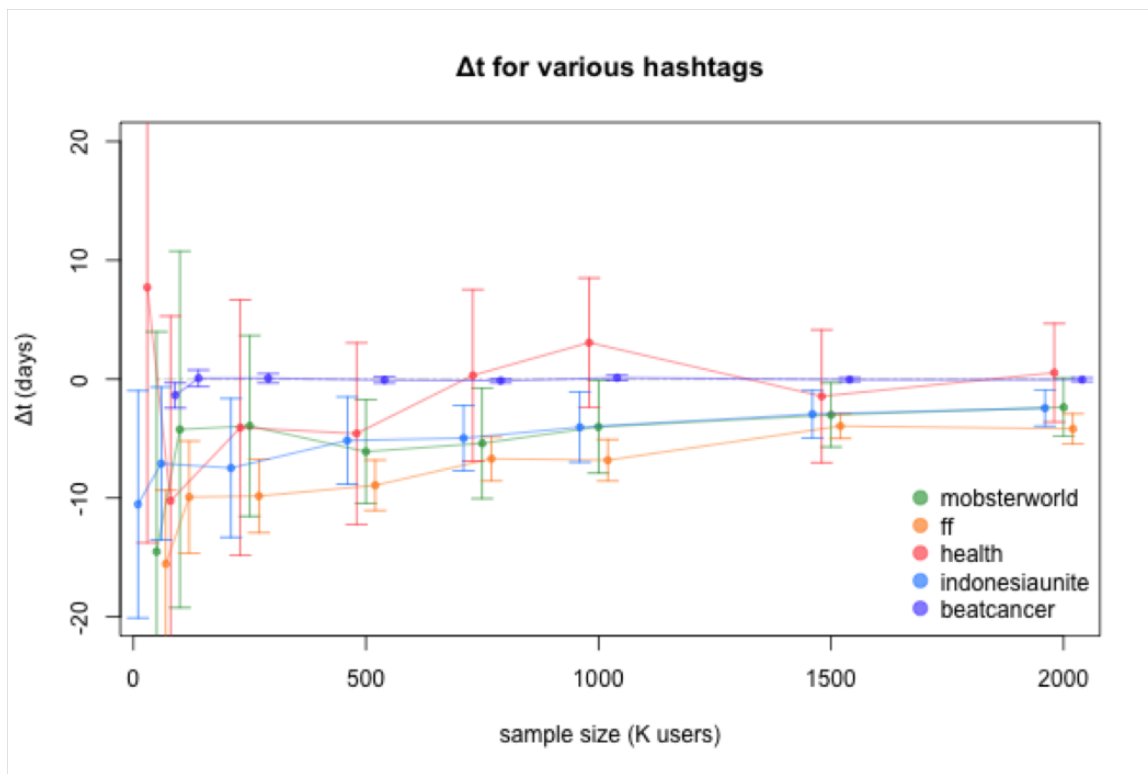 Δt for various hashtags
20
10
0
-10
-20
Δt (days)
mobsterworld
ff
health
indonesiaunite
beatcancer
0 500 1000 1500 2000
sample size (K users)